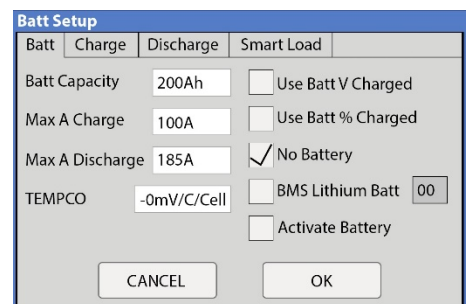 Batt Setup
Batt Charge Discharge Smart Load
Batt Capacity 200Ah Use Batt V Charged
Max A Charge 100A Use Batt % Charged
Max A Discharge 185A No Battery
TEMPCO -0mV/C/Cell BMS Lithium Batt 00
Activate Battery
CANCEL OK